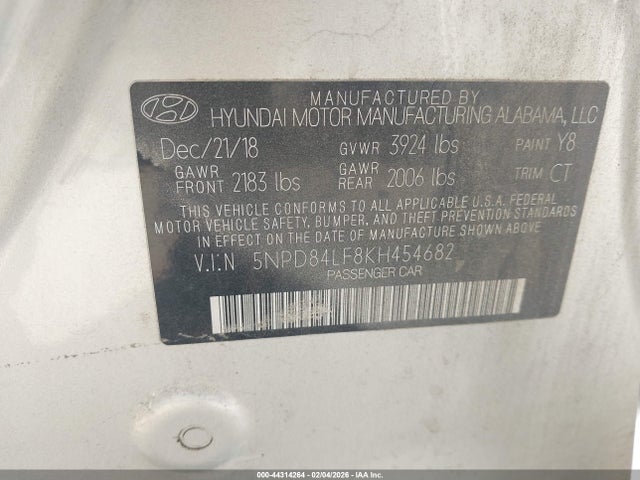 MANUFACTURED BY
HYUNDAI MOTOR MANUFACTURING ALABAMA, LLC
Dec/21/18 GVWR 3924 lbs PAINT Y8
GAWR FRONT 2183 lbs GAWR REAR 2006 lbs TRIM CT
THIS VEHICLE CONFORMS TO ALL APPLICABLE U.S.A. FEDERAL
MOTOR VEHICLE SAFETY, BUMPER, AND THEFT PREVENTION STANDARDS
IN EFFECT ON THE DATE OF MANUFACTURE SHOWN ABOVE.
V.I.N 5NPD84LF8KH454682
PASSENGER CAR
000-44314264 - 02/04/2026 - IAA Inc.